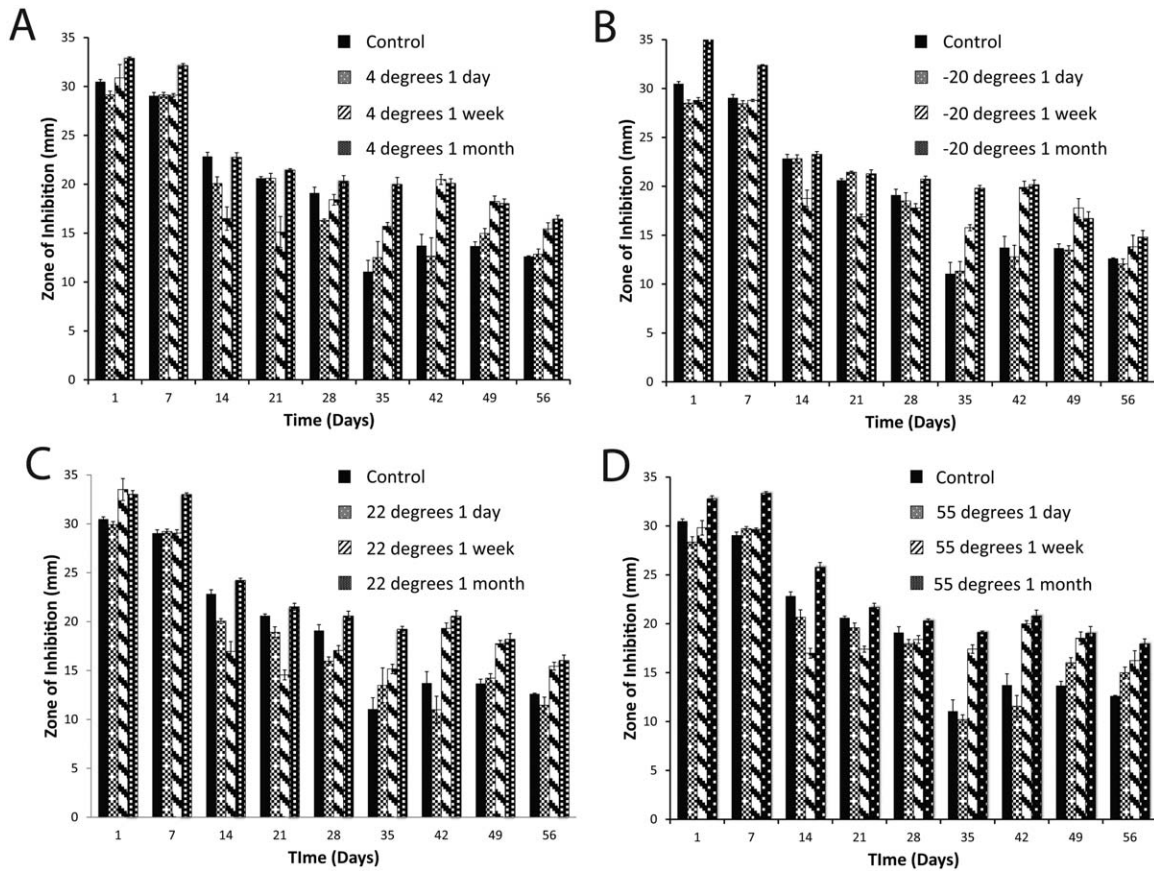 A
35
30
25
20
15
10
5
0
Zone of Inhibition (mm)
Control
4 degrees 1 day
4 degrees 1 week
4 degrees 1 month
1 7 14 21 28 35 42 49 56
Time (Days)
B
35
30
25
20
15
10
5
0
Zone of Inhibition (mm)
Control
-20 degrees 1 day
-20 degrees 1 week
-20 degrees 1 month
1 7 14 21 28 35 42 49 56
Time (Days)
C
35
30
25
20
15
10
5
0
Zone of Inhibition (mm)
Control
22 degrees 1 day
22 degrees 1 week
22 degrees 1 month
1 7 14 21 28 35 42 49 56
TIme (Days)
D
35
30
25
20
15
10
5
0
Zone of Inhibition (mm)
Control
55 degrees 1 day
55 degrees 1 week
55 degrees 1 month
1 7 14 21 28 35 42 49 56
TIme (Days)